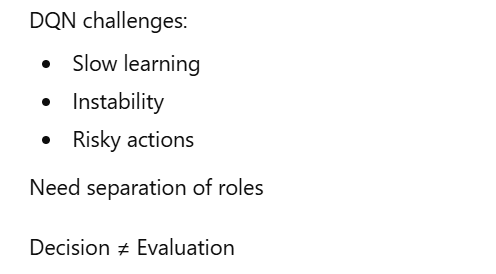 DQN challenges:
• Slow learning
• Instability
• Risky actions
Need separation of roles
Decision ≠ Evaluation